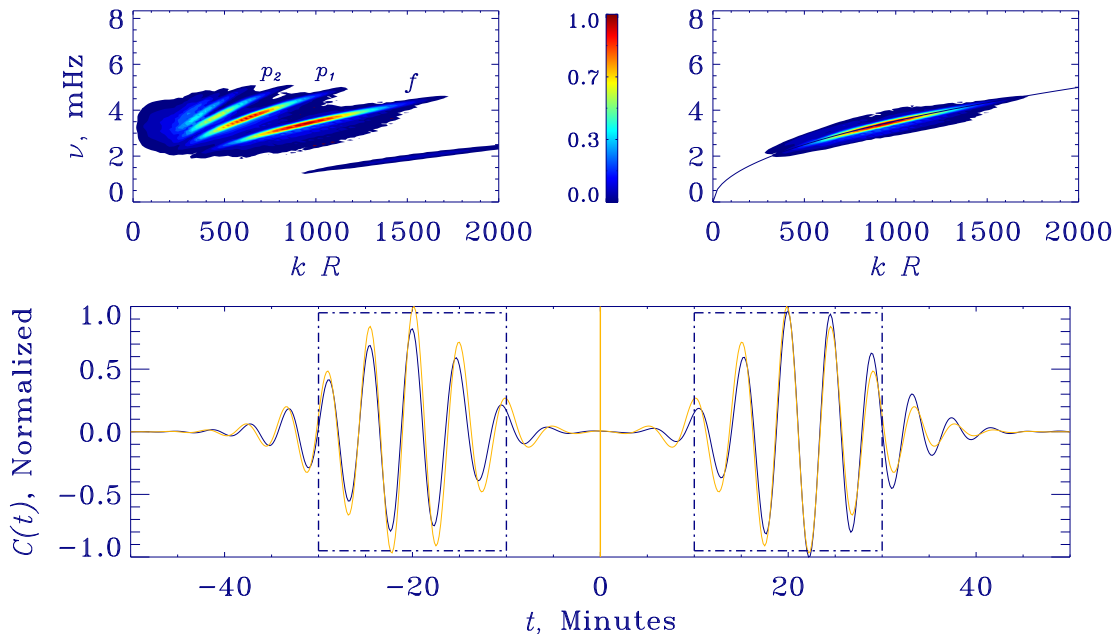 8
6
4
2
0
ν, mHz
p₂
p₁
f
0 500 1000 1500 2000
k R
1.0
0.7
0.3
0.0
8
6
4
2
0
0 500 1000 1500 2000
k R
1.0
0.5
0.0
−0.5
−1.0
C(t), Normalized
−40 −20 0 20 40
t, Minutes